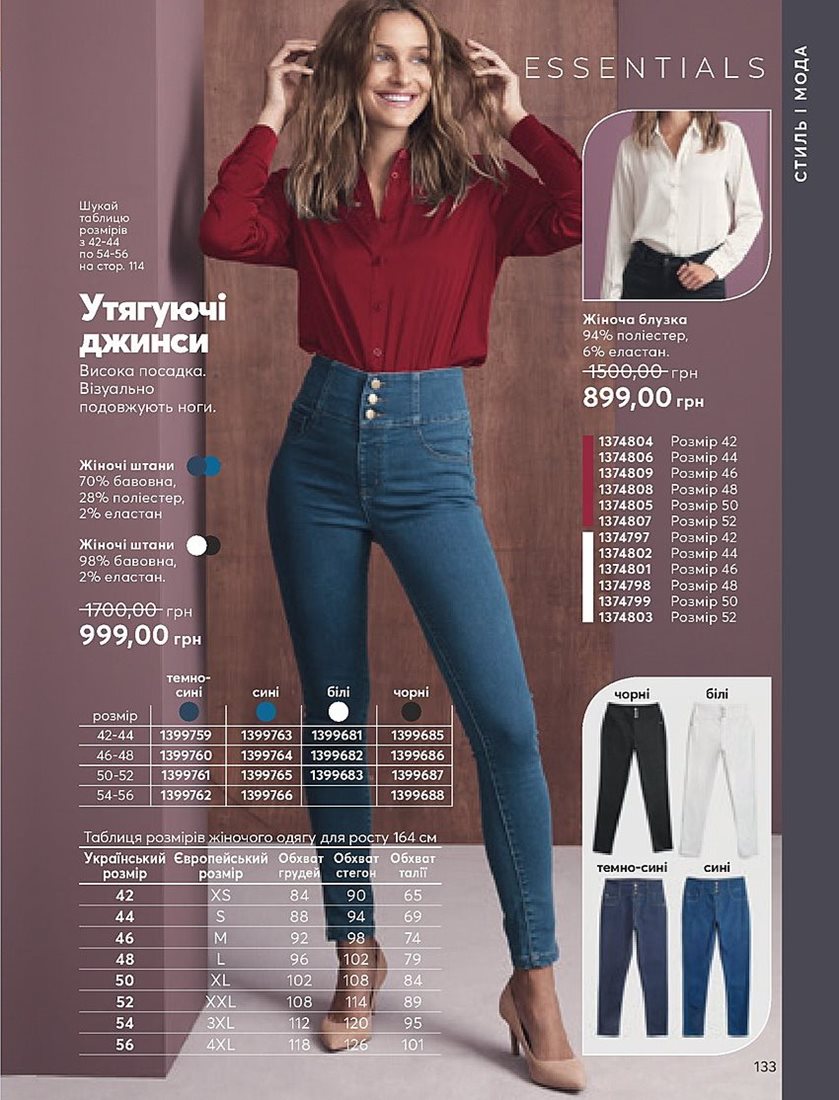 ESSENTIALS
СТИЛЬ | МОДА
Шукай
таблицю
розмірів
з 42-44
по 54-56
на стор. 114
Утягуючі
джинси
Висока посадка.
Візуально
подовжують ноги.
Жіночі штани
70% бавовна,
28% поліестер,
2% еластан
Жіночі штани
98% бавовна,
2% еластан.
1700,00 грн
999,00 грн
Жіноча блузка
94% поліестер,
6% еластан.
1500,00 грн
899,00 грн
1374804 Розмір 42
1374806 Розмір 44
1374809 Розмір 46
1374808 Розмір 48
1374805 Розмір 50
1374807 Розмір 52
1374797 Розмір 42
1374802 Розмір 44
1374801 Розмір 46
1374798 Розмір 48
1374799 Розмір 50
1374803 Розмір 52
розмір темно-сині сині білі чорні
42-44 1399759 1399763 1399681 1399685
46-48 1399760 1399764 1399682 1399686
50-52 1399761 1399765 1399683 1399687
54-56 1399762 1399766 1399688
Таблиця розмірів жіночого одягу для росту 164 см
Український Європейський Обхват Обхват Обхват
розмір розмір грудей стегон талії
42 XS 84 90 65
44 S 88 94 69
46 M 92 98 74
48 L 96 102 79
50 XL 102 108 84
52 XXL 108 114 89
54 3XL 112 120 95
56 4XL 118 126 101
чорні білі
темно-сині сині
133